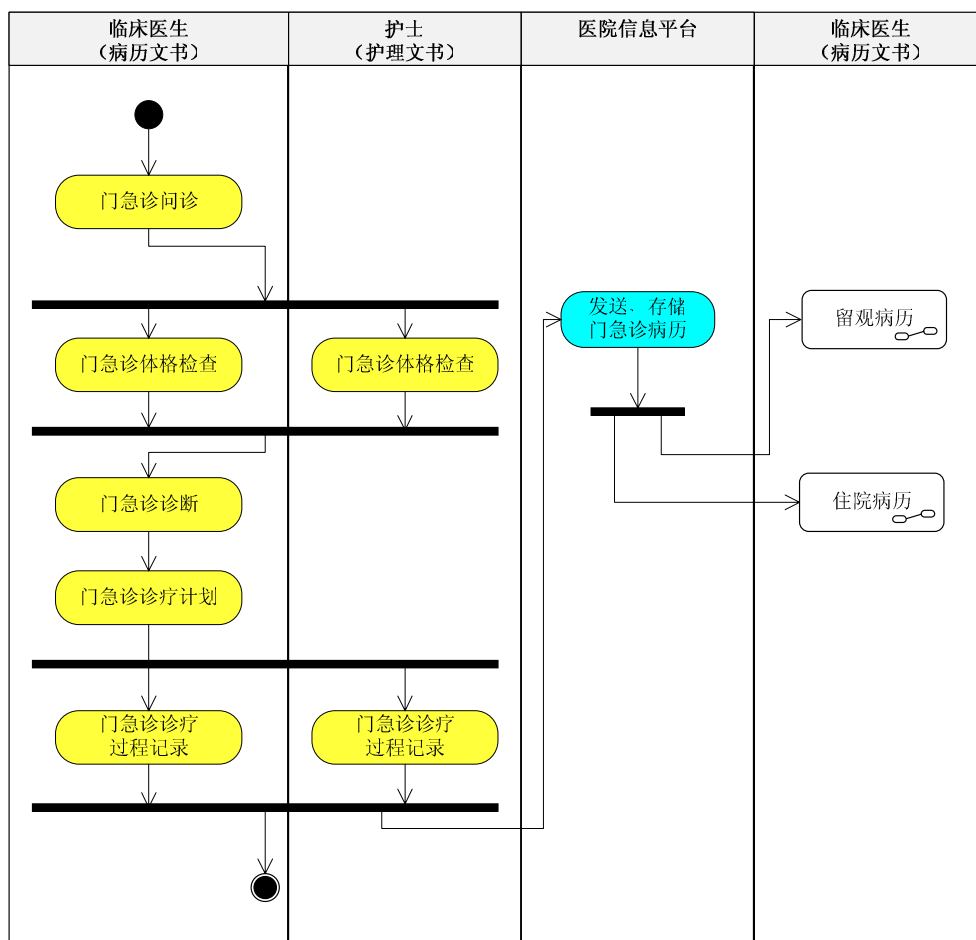 临床医生
（病历文书）
护士
（护理文书）
医院信息平台
临床医生
（病历文书）
门急诊问诊
发送、存储
门急诊病历
留观病历
门急诊体格检查
门急诊体格检查
门急诊诊断
住院病历
门急诊诊疗计划
门急诊诊疗
过程记录
门急诊诊疗
过程记录